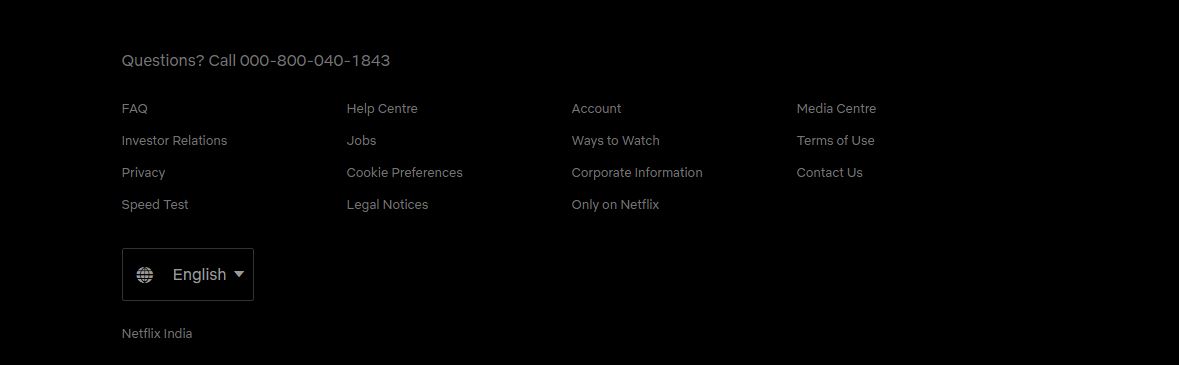 Questions? Call 000-800-040-1843
FAQ
Help Centre
Account
Media Centre
Investor Relations
Jobs
Ways to Watch
Terms of Use
Privacy
Cookie Preferences
Corporate Information
Contact Us
Speed Test
Legal Notices
Only on Netflix
English
Netflix India